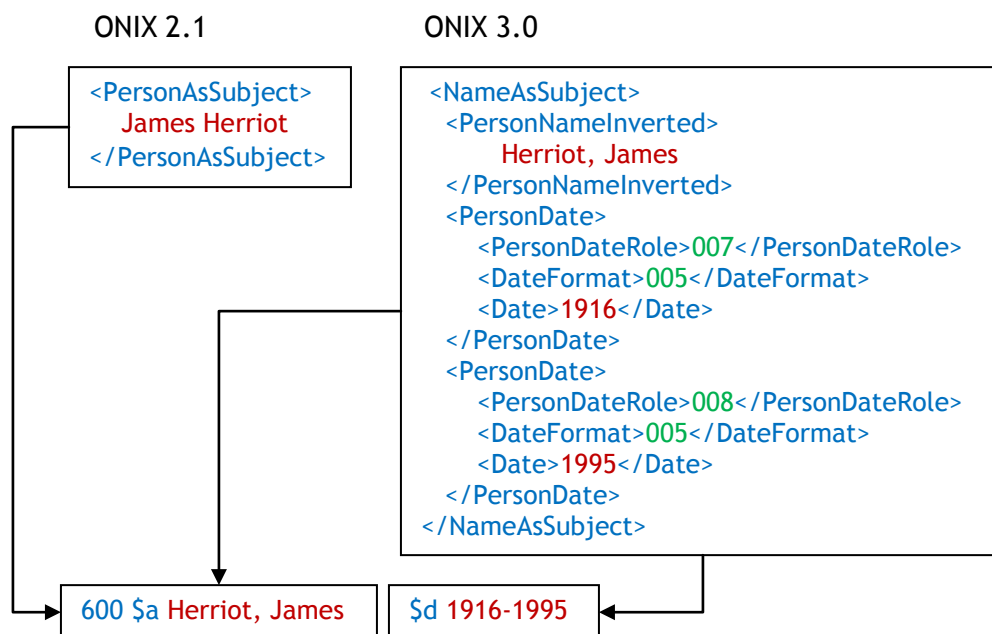 ONIX 2.1
<PersonAsSubject>
James Herriot
</PersonAsSubject>
ONIX 3.0
<NameAsSubject>
<PersonNameInverted>
Herriot, James
</PersonNameInverted>
<PersonDate>
<PersonDateRole>007</PersonDateRole>
<DateFormat>005</DateFormat>
<Date>1916</Date>
</PersonDate>
<PersonDate>
<PersonDateRole>008</PersonDateRole>
<DateFormat>005</DateFormat>
<Date>1995</Date>
</PersonDate>
</NameAsSubject>
600 $a Herriot, James
$d 1916-1995